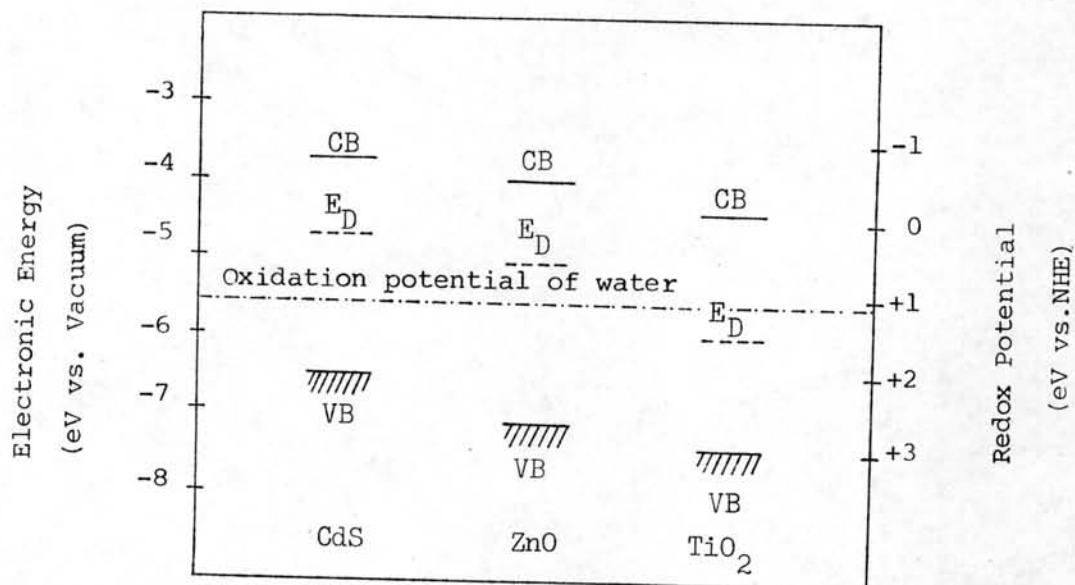 Electronic Energy
(eV vs. Vacuum)
-3
-4
-5
-6
-7
-8
CB
E_D
VB
CdS
CB
E_D
VB
ZnO
CB
E_D
VB
TiO₂
Oxidation potential of water
-1
0
+1
+2
+3
Redox Potential
(eV vs.NHE)